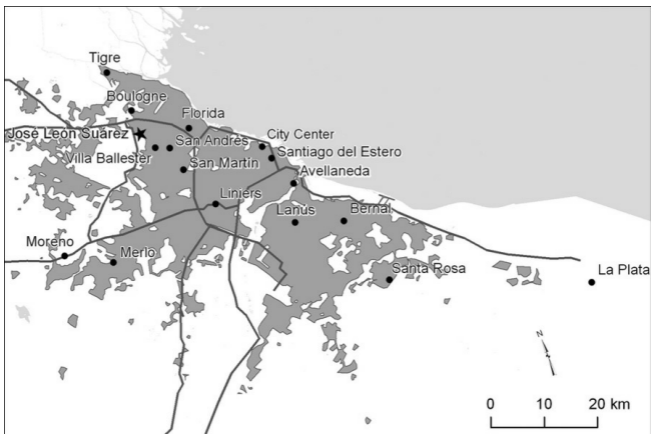 Tigre
Boulogne
Florida
José León Suárez
City Center
San Andrés
Villa Ballester
Santiago del Estero
San Martín
Avellaneda
Liniers
Lanús
Bernal
Moreno
Merlo
Santa Rosa
La Plata
N
0 10 20 km